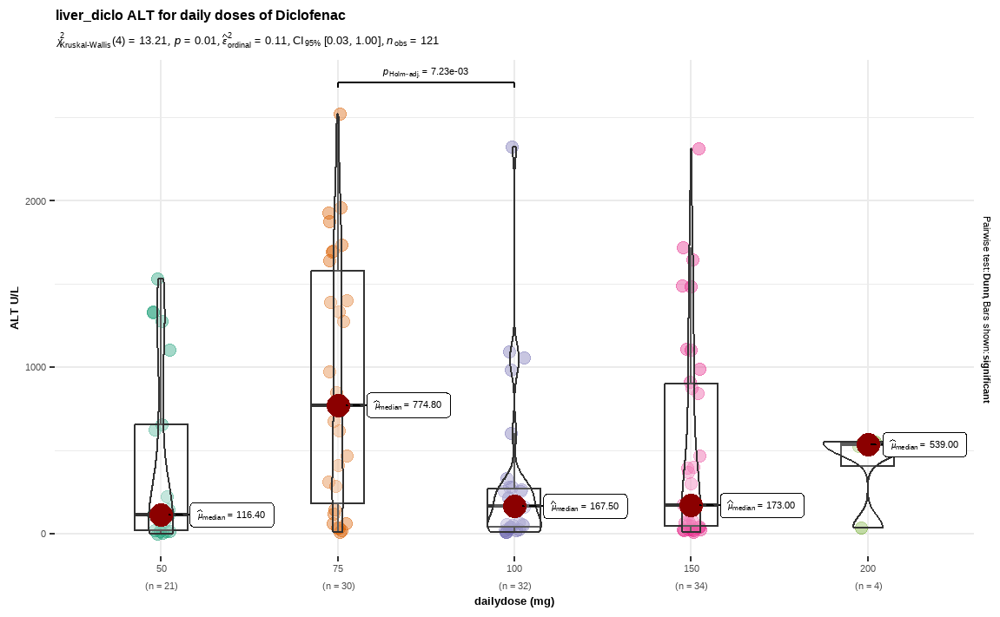 liver_diclo ALT for daily doses of Diclofenac
χ²Kruskal-Wallis(4) = 13.21, p = 0.01, ε̂²ordinal = 0.11, CI95% [0.03, 1.00], nobs = 121
pHolm-adj. = 7.23e-03
2000
1000
0
ALT U/L
μ̂median = 116.40
μ̂median = 774.80
μ̂median = 167.50
μ̂median = 173.00
μ̂median = 539.00
Pairwise test:Dunn, Bars shown:significant
50
(n = 21)
75
(n = 30)
100
(n = 32)
150
(n = 34)
200
(n = 4)
dailydose (mg)